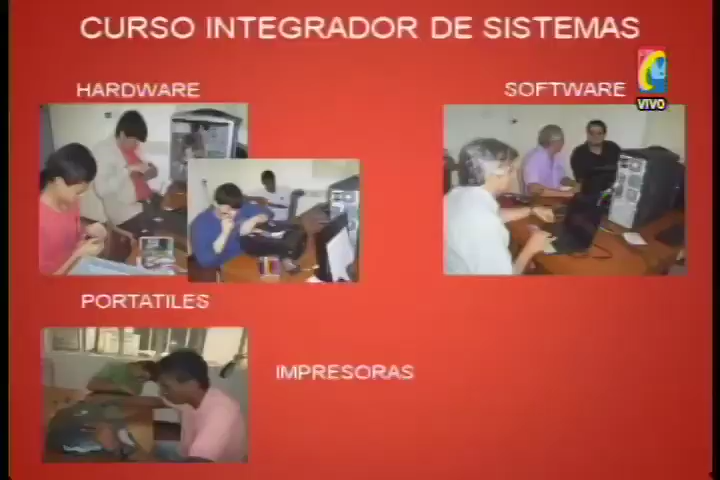 CURSO INTEGRADOR DE SISTEMAS
HARDWARE
SOFTWARE
VIVO
PORTATILES
IMPRESORAS